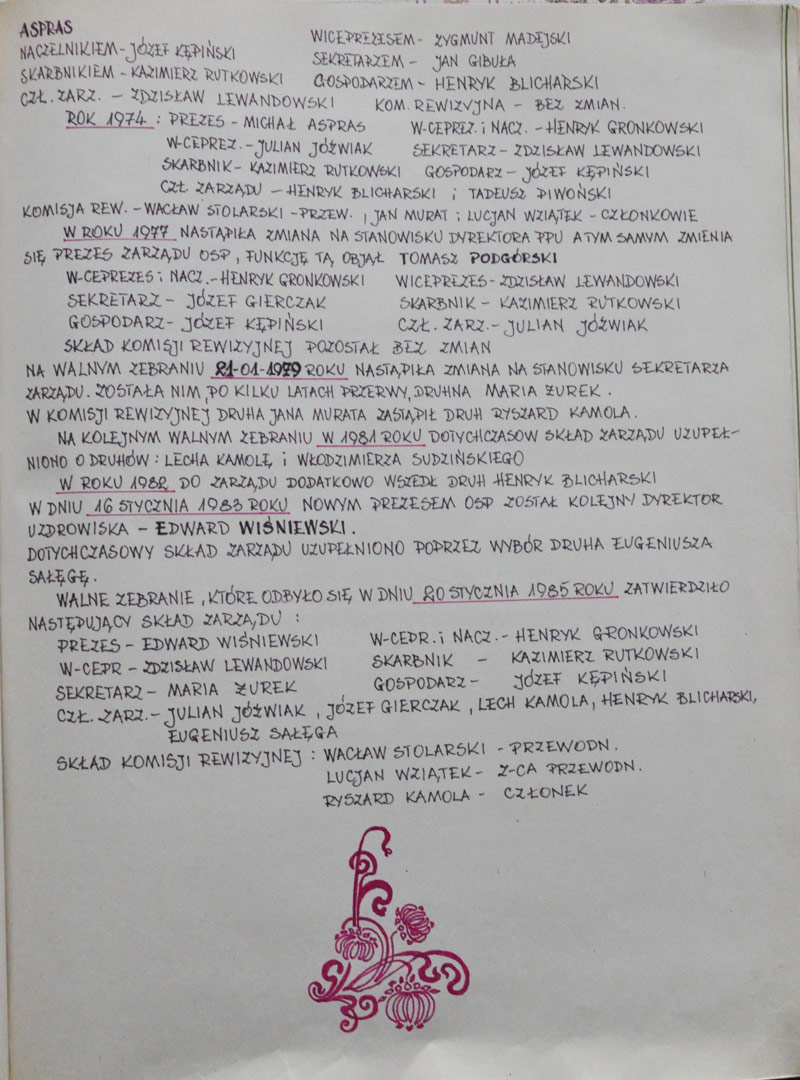 ASPRAS
NACZELNIKIEM - JÓZEF KĘPIŃSKI WICEPREZESEM - ZYGMUNT MADEJSKI
SKARBNIKIEM - KAZIMIERZ RUTKOWSKI SEKRETARZEM - JAN GIBUŁA
CZŁ. ZARZ. - ZDZISŁAW LEWANDOWSKI GOSPODARZEM - HENRYK BLICHARSKI
KOM. REWIZYJNA - BEZ ZMIAN.
ROK 1974 : PREZES - MICHAŁ ASPRAS W-CEPREZ. i NACZ. - HENRYK GRONKOWSKI
W-CEPREZ. - JULIAN JÓŹWIAK SEKRETARZ - ZDZISŁAW LEWANDOWSKI
SKARBNIK - KAZIMIERZ RUTKOWSKI GOSPODARZ - JÓZEF KĘPIŃSKI
CZŁ. ZARZĄDU - HENRYK BLICHARSKI i TADEUSZ PIWOŃSKI
KOMISJA REW. - WACŁAW STOLARSKI - PRZEW. , JAN MURAT i LUCJAN WZIĄTEK - CZŁONKOWIE
W ROKU 1977 NASTĄPIŁA ZMIANA NA STANOWISKU DYREKTORA PPU A TYM SAMYM ZMIENIA
SIĘ PREZES ZARZĄDU OSP, FUNKCJĘ TĄ OBJĄŁ TOMASZ PODGÓRSKI
W-CEPREZES i NACZ. - HENRYK GRONKOWSKI WICEPREZES - ZDZISŁAW LEWANDOWSKI
SEKRETARZ - JÓZEF GIERCZAK SKARBNIK - KAZIMIERZ RUTKOWSKI
GOSPODARZ - JÓZEF KĘPIŃSKI CZŁ. ZARZ. - JULIAN JÓŹWIAK
SKŁAD KOMISJI REWIZYJNEJ POZOSTAŁ BEZ ZMIAN
NA WALNYM ZEBRANIU 21-01-1979 ROKU NASTĄPIŁA ZMIANA NA STANOWISKU SEKRETARZA
ZARZĄDU. ZOSTAŁA NIM, PO KILKU LATACH PRZERWY, DRUHNA MARIA ŻUREK.
W KOMISJI REWIZYJNEJ DRUHA JANA MURATA ZASTĄPIŁ DRUH RYSZARD KAMOLA.
NA KOLEJNYM WALNYM ZEBRANIU W 1981 ROKU DOTYCHCZASOW SKŁAD ZARZĄDU UZUPEŁ-
NIONO O DRUHÓW : LECHA KAMOLĘ i WŁODZIMIERZA SUDZIŃSKIEGO
W ROKU 1982 DO ZARZĄDU DODATKOWO WSZEDŁ DRUH HENRYK BLICHARSKI
W DNIU 16 STYCZNIA 1983 ROKU NOWYM PREZESEM OSP ZOSTAŁ KOLEJNY DYREKTOR
UZDROWISKA - EDWARD WIŚNIEWSKI.
DOTYCHCZASOWY SKŁAD ZARZĄDU UZUPEŁNIONO POPRZEZ WYBÓR DRUHA EUGENIUSZA
SAŁĘGĘ.
WALNE ZEBRANIE, KTÓRE ODBYŁO SIĘ W DNIU 20 STYCZNIA 1985 ROKU ZATWIERDZIŁO
NASTĘPUJĄCY SKŁAD ZARZĄDU :
PREZES - EDWARD WIŚNIEWSKI W-CEPR. i NACZ. - HENRYK GRONKOWSKI
W-CEPR - ZDZISŁAW LEWANDOWSKI SKARBNIK - KAZIMIERZ RUTKOWSKI
SEKRETARZ - MARIA ŻUREK GOSPODARZ - JÓZEF KĘPIŃSKI
CZŁ. ZARZ. - JULIAN JÓŹWIAK, JÓZEF GIERCZAK, LECH KAMOLA, HENRYK BLICHARSKI,
EUGENIUSZ SAŁĘGA
SKŁAD KOMISJI REWIZYJNEJ : WACŁAW STOLARSKI - PRZEWODN.
LUCJAN WZIĄTEK - Z-CA PRZEWODN.
RYSZARD KAMOLA - CZŁONEK